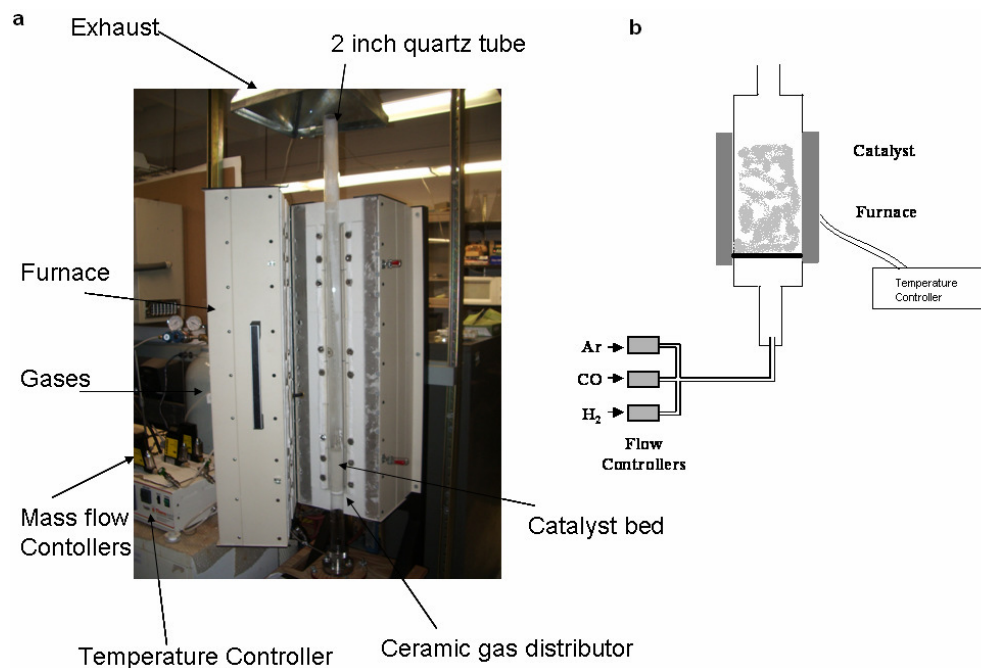 a
Exhaust
2 inch quartz tube
Furnace
Gases
Mass flow
Contollers
Temperature Controller
Catalyst bed
Ceramic gas distributor
b
Catalyst
Furnace
Temperature
Controller
Ar
CO
H₂
Flow
Controllers